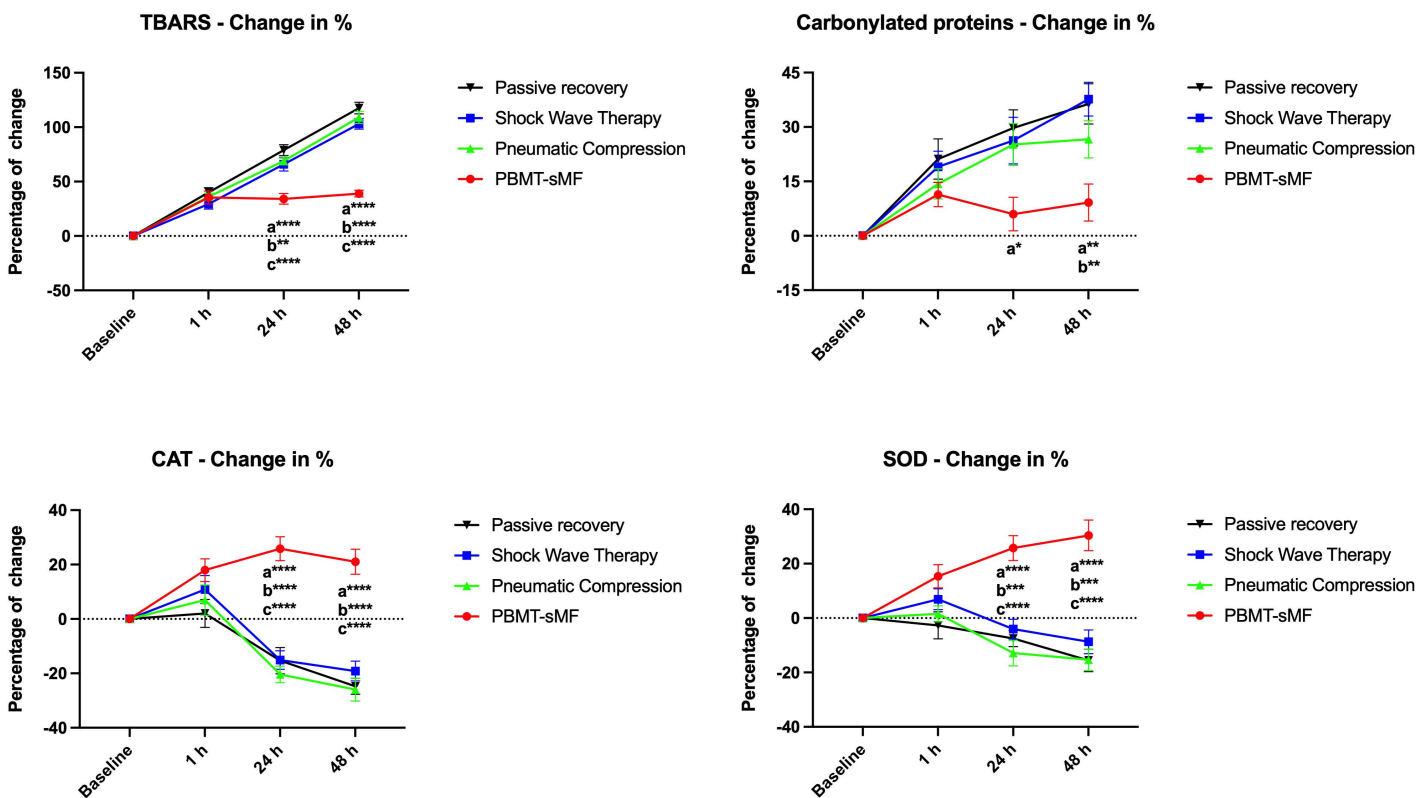 TBARS - Change in %
Percentage of change
150
100
50
0
-50
Baseline
1 h
24 h
48 h
a****
b**
c****
a****
b****
c****
Passive recovery
Shock Wave Therapy
Pneumatic Compression
PBMT-sMF
Carbonylated proteins - Change in %
Percentage of change
45
30
15
0
-15
Baseline
1 h
24 h
48 h
a*
a**
b**
Passive recovery
Shock Wave Therapy
Pneumatic Compression
PBMT-sMF
CAT - Change in %
Percentage of change
40
20
0
-20
-40
Baseline
1 h
24 h
48 h
a****
b****
c****
a****
b****
c****
Passive recovery
Shock Wave Therapy
Pneumatic Compression
PBMT-sMF
SOD - Change in %
Percentage of change
40
20
0
-20
-40
Baseline
1 h
24 h
48 h
a****
b***
c****
a****
b***
c****
Passive recovery
Shock Wave Therapy
Pneumatic Compression
PBMT-sMF